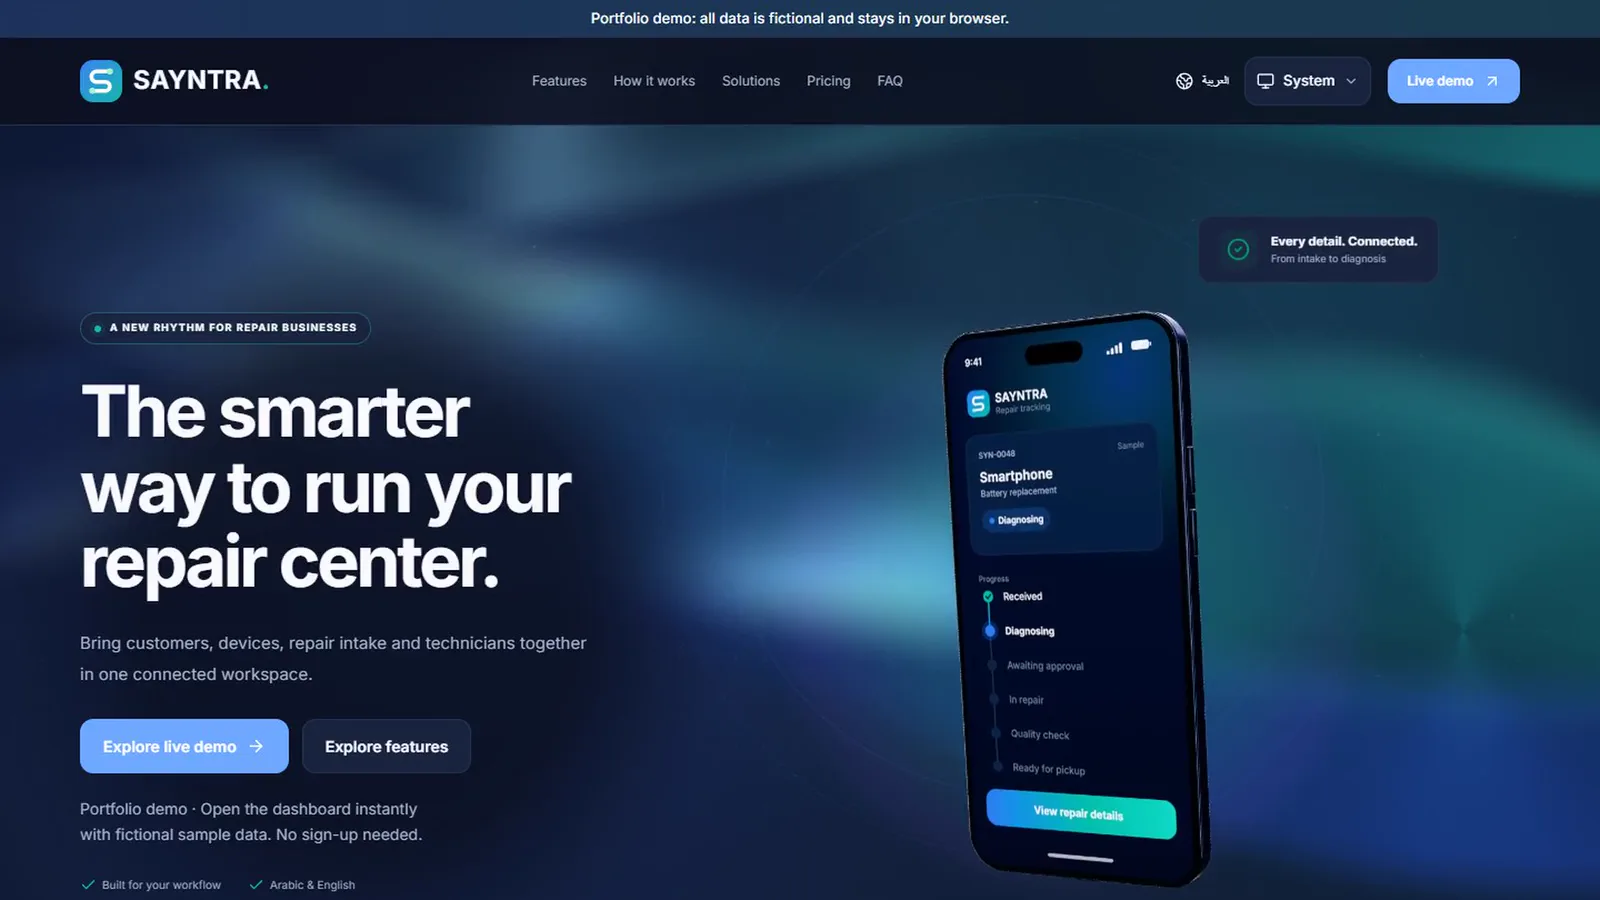 Portfolio demo: all data is fictional and stays in your browser.
SAYNTRA.
Features
How it works
Solutions
Pricing
FAQ
العربية
System
Live demo
Every detail. Connected.
From intake to diagnosis
A NEW RHYTHM FOR REPAIR BUSINESSES
The smarter
way to run your
repair center.
Bring customers, devices, repair intake and technicians together
in one connected workspace.
Explore live demo
Explore features
Portfolio demo · Open the dashboard instantly
with fictional sample data. No sign-up needed.
Built for your workflow
Arabic & English
9:41
SAYNTRA
Repair tracking
SYN-0048
Sample
Smartphone
Battery replacement
Diagnosing
Progress
Received
Diagnosing
Awaiting approval
In repair
Quality check
Ready for pickup
View repair details